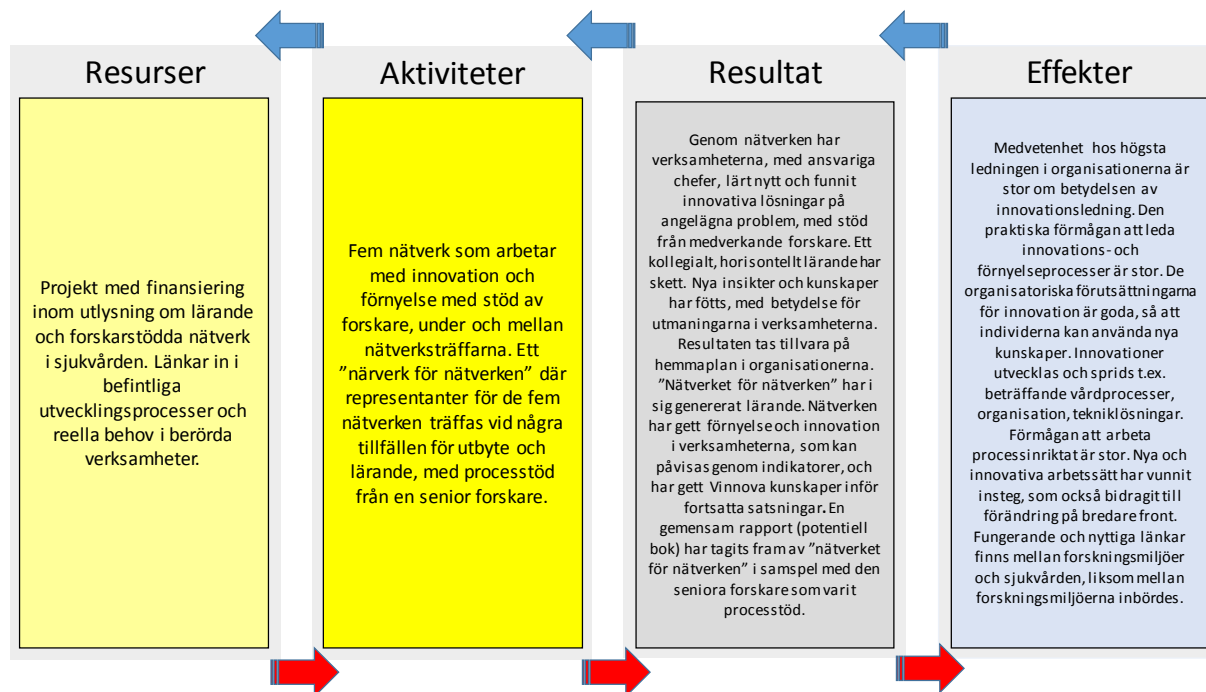 Resurser
Projekt med finansiering
inom utlysning om lärande
och forskarstödda nätverk
i sjukvården. Länkar in i
befintliga
utvecklingsprocesser och
reella behov i berörda
verksamheter.
Aktiviteter
Fem nätverk som arbetar
med innovation och
förnyelse med stöd av
forskare, under och mellan
nätverksträffarna. Ett
”närverk för nätverken” där
representanter för de fem
nätverken träffas vid några
tillfällen för utbyte och
lärande, med processtöd
från en senior forskare.
Resultat
Genom nätverken har
verksamheterna, med ansvariga
chefer, lärt nytt och funnit
innovativa lösningar på
angelägna problem, med stöd
från medverkande forskare. Ett
kollegialt, horisontellt lärande har
skett. Nya insikter och kunskaper
har fötts, med betydelse för
utmaningarna i verksamheterna.
Resultaten tas tillvara på
hemmaplan i organisationerna.
”Nätverket för nätverken” har i
sig genererat lärande. Nätverken
har gett förnyelse och innovation
i verksamheterna, som kan
påvisas genom indikatorer, och
har gett Vinnova kunskaper inför
fortsatta satsningar. En
gemensam rapport (potentiell
bok) har tagits fram av ”nätverket
för nätverken” i samspel med den
seniora forskare som varit
processtöd.
Effekter
Medvetenhet hos högsta
ledningen i organisationerna är
stor om betydelsen av
innovationsledning. Den
praktiska förmågan att leda
innovations- och
förnyelseprocesser är stor. De
organisatoriska förutsättningarna
för innovation är goda, så att
individerna kan använda nya
kunskaper. Innovationer
utvecklas och sprids t.ex.
beträffande vårdprocesser,
organisation, tekniklösningar.
Förmågan att arbeta
processinriktat är stor. Nya och
innovativa arbetssätt har vunnit
insteg, som också bidragit till
förändring på bredare front.
Fungerande och nyttiga länkar
finns mellan forskningsmiljöer
och sjukvården, liksom mellan
forskningsmiljöerna inbördes.